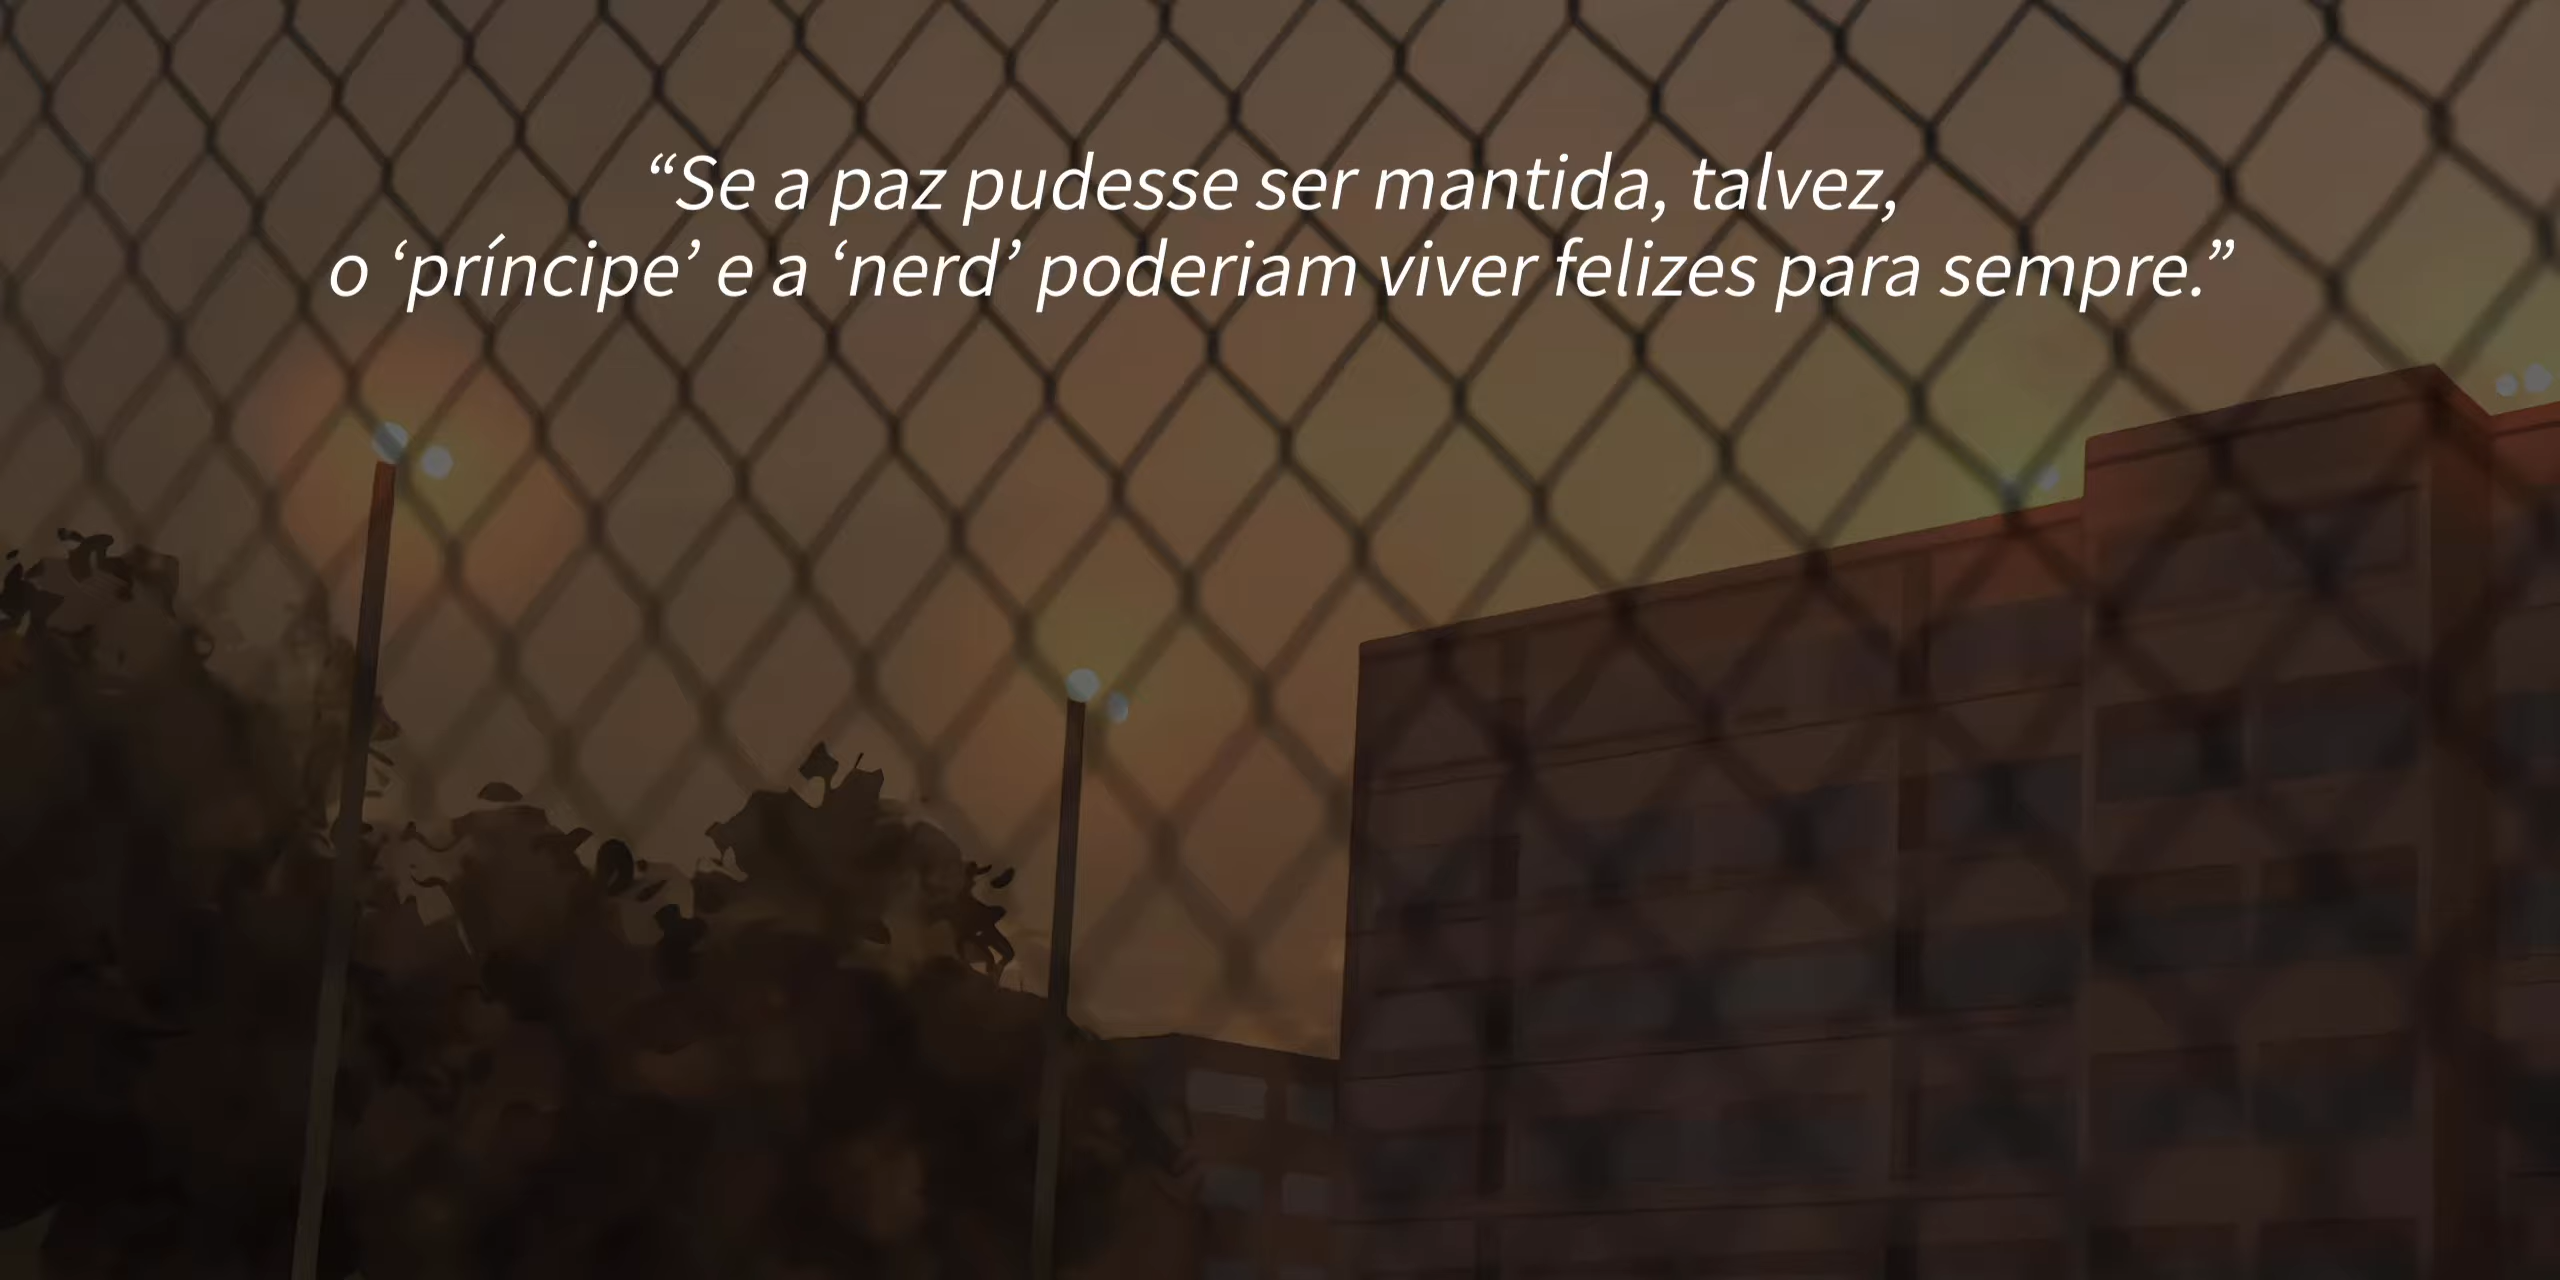 “Se a paz pudesse ser mantida, talvez,
o ‘príncipe’ e a ‘nerd’ poderiam viver felizes para sempre.”